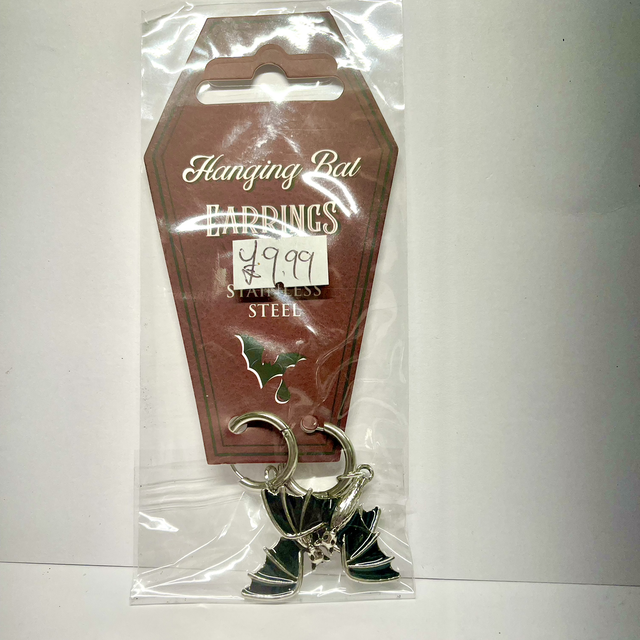 Hanging Bat
EARRINGS
£9.99
STAINLESS
STEEL